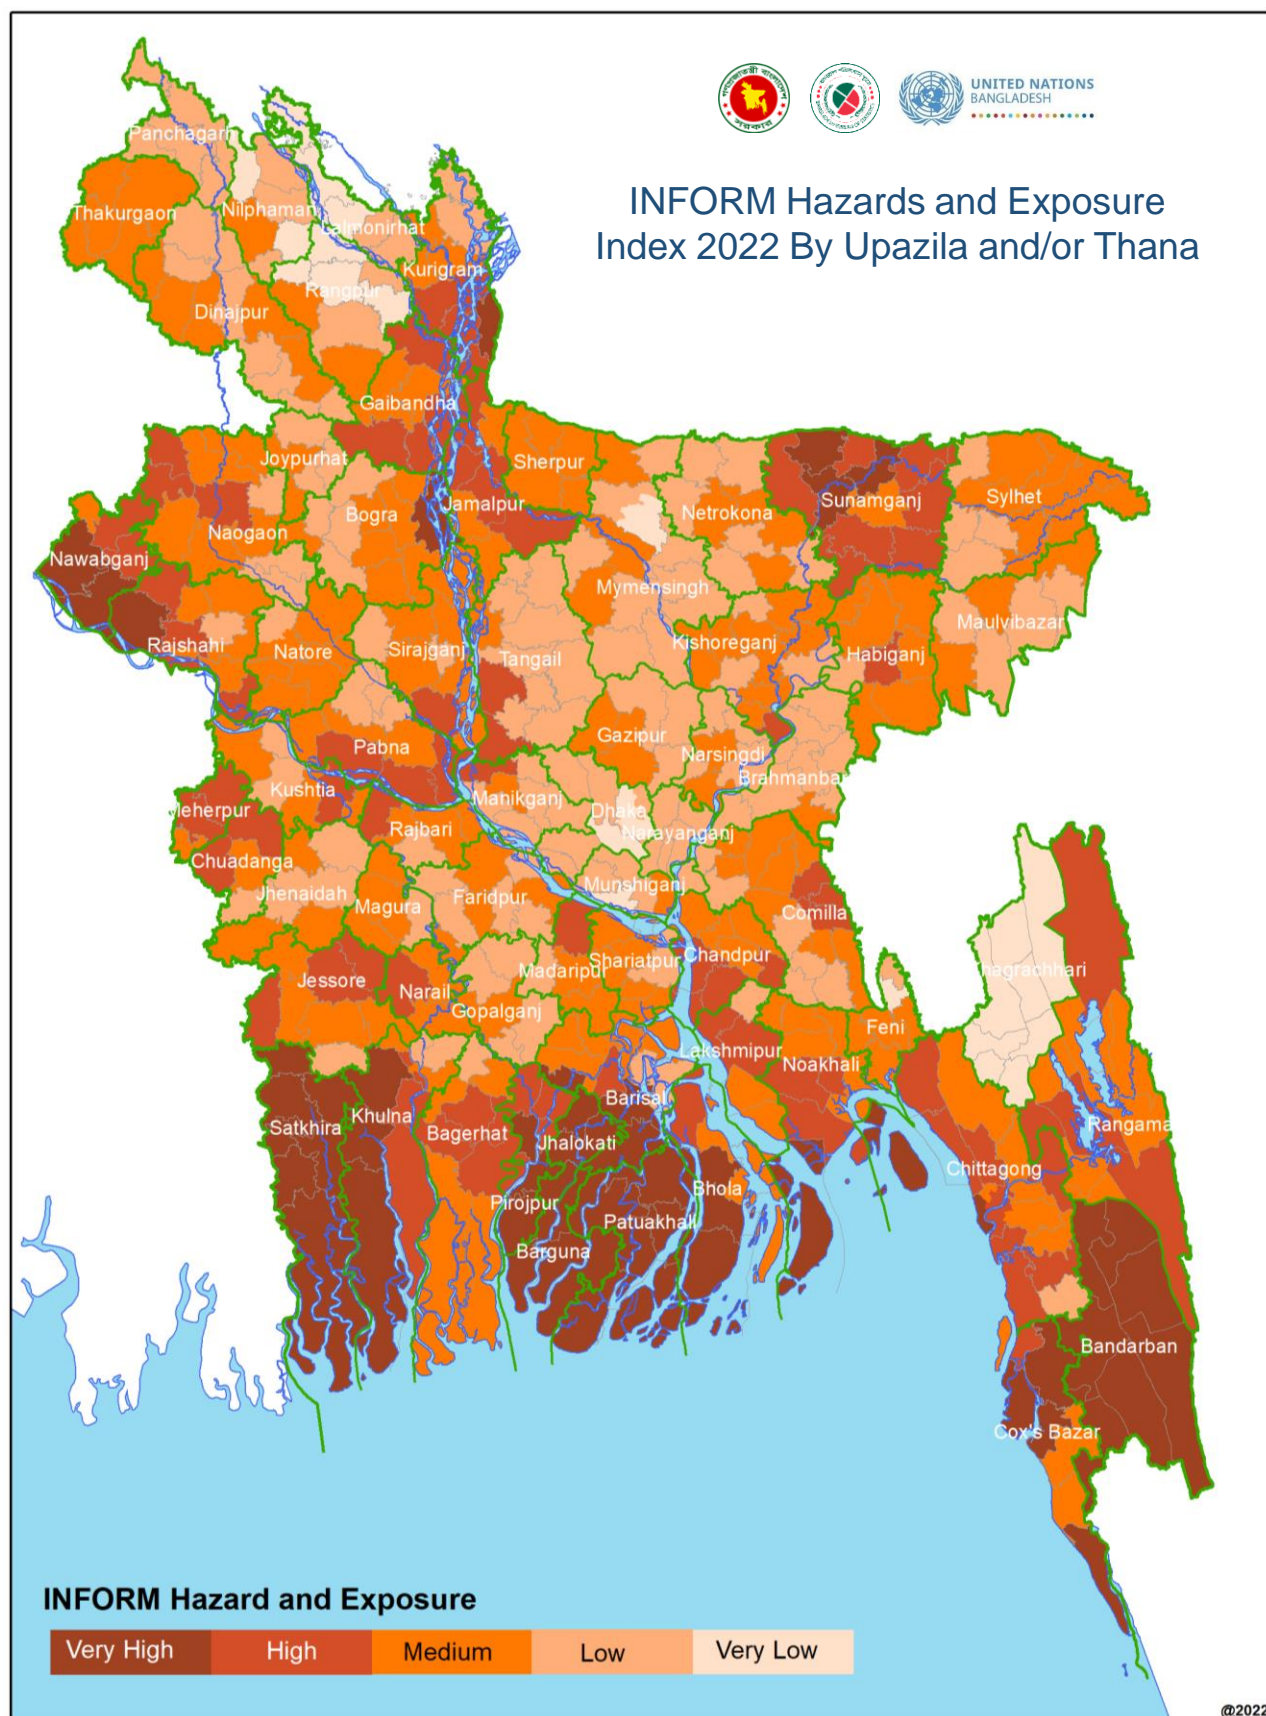 UNITED NATIONS
BANGLADESH
INFORM Hazards and Exposure
Index 2022 By Upazila and/or Thana
Panchagarh
Thakurgaon
Nilphamari
Lalmonirhat
Kurigram
Rangpur
Dinajpur
Gaibandha
Joypurhat
Sherpur
Bogra
Jamalpur
Netrokona
Sunamganj
Sylhet
Naogaon
Nawabganj
Mymensingh
Maulvibazar
Rajshahi
Natore
Sirajganj
Tangail
Kishoreganj
Habiganj
Gazipur
Pabna
Narsingdi
Brahmanbar
Kushtia
Manikganj
Dhaka
Meherpur
Rajbari
Narayanganj
Chuadanga
Jhenaidah
Magura
Faridpur
Munshiganj
Comilla
Jessore
Narail
Madaripur
Shariatpur
Chandpur
hagrachhari
Gopalganj
Feni
Lakshmipur
Noakhali
Khulna
Barisal
Satkhira
Bagerhat
Jhalokati
Rangama
Chittagong
Pirojpur
Bhola
Patuakhali
Barguna
Bandarban
Cox's Bazar
INFORM Hazard and Exposure
Very High High Medium Low Very Low
@2022